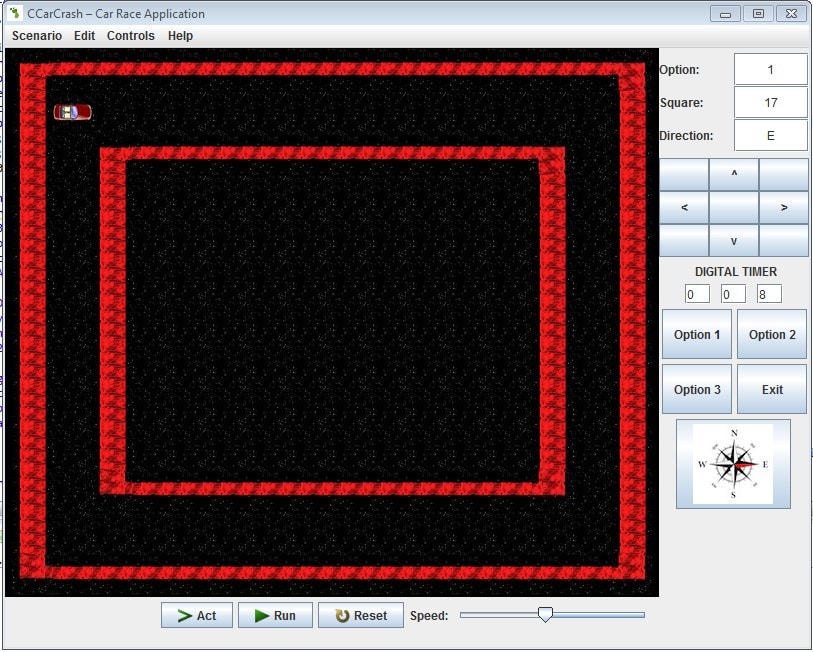 CCarCrash – Car Race Application
Scenario Edit Controls Help
Option: 1
Square: 17
Direction: E
^
< >
v
DIGITAL TIMER
0 0 8
Option 1 Option 2
Option 3 Exit
N
W E
S
Act Run Reset Speed: